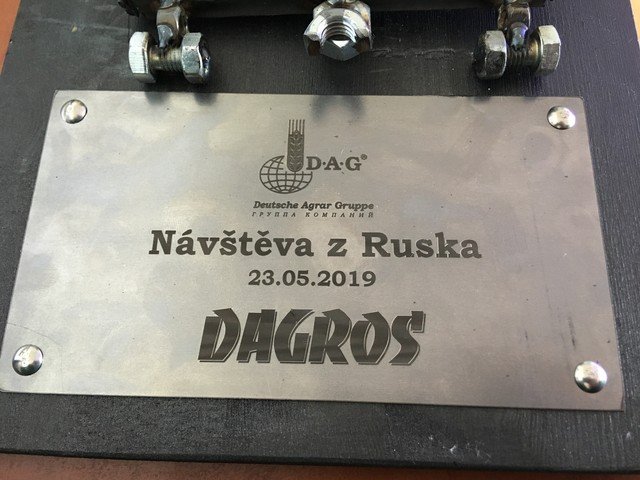 D·A·G®
Deutsche Agrar Gruppe
ГРУППА КОМПАНИЙ
Návštěva z Ruska
23.05.2019
DAGROS